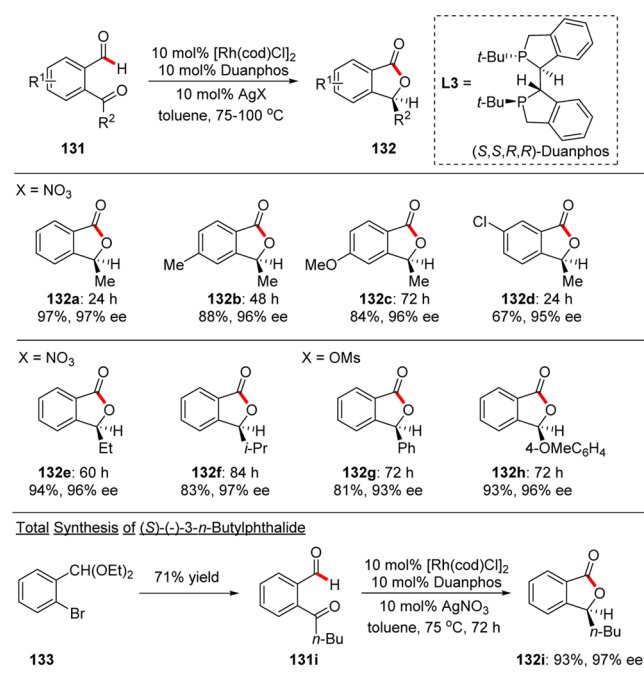 O
H
R¹
O
R²
131
10 mol% [Rh(cod)Cl]₂
10 mol% Duanphos
10 mol% AgX
toluene, 75-100 °C
O
O
R¹
H
R²
132
L3 =
t-Bu
P
H
H
t-Bu
P
(S,S,R,R)-Duanphos
X = NO₃
O
O
H
Me
132a: 24 h
97%, 97% ee
O
O
Me
H
Me
132b: 48 h
88%, 96% ee
O
O
MeO
H
Me
132c: 72 h
84%, 96% ee
Cl
O
O
H
Me
132d: 24 h
67%, 95% ee
X = NO₃
X = OMs
O
O
H
Et
132e: 60 h
94%, 96% ee
O
O
H
i-Pr
132f: 84 h
83%, 97% ee
O
O
H
Ph
132g: 72 h
81%, 93% ee
O
O
H
4-OMeC6H4
132h: 72 h
93%, 96% ee
Total Synthesis of (S)-(-)-3-n-Butylphthalide
CH(OEt)₂
Br
133
71% yield
O
H
O
n-Bu
131i
10 mol% [Rh(cod)Cl]₂
10 mol% Duanphos
10 mol% AgNO₃
toluene, 75 °C, 72 h
O
O
H
n-Bu
132i: 93%, 97% ee